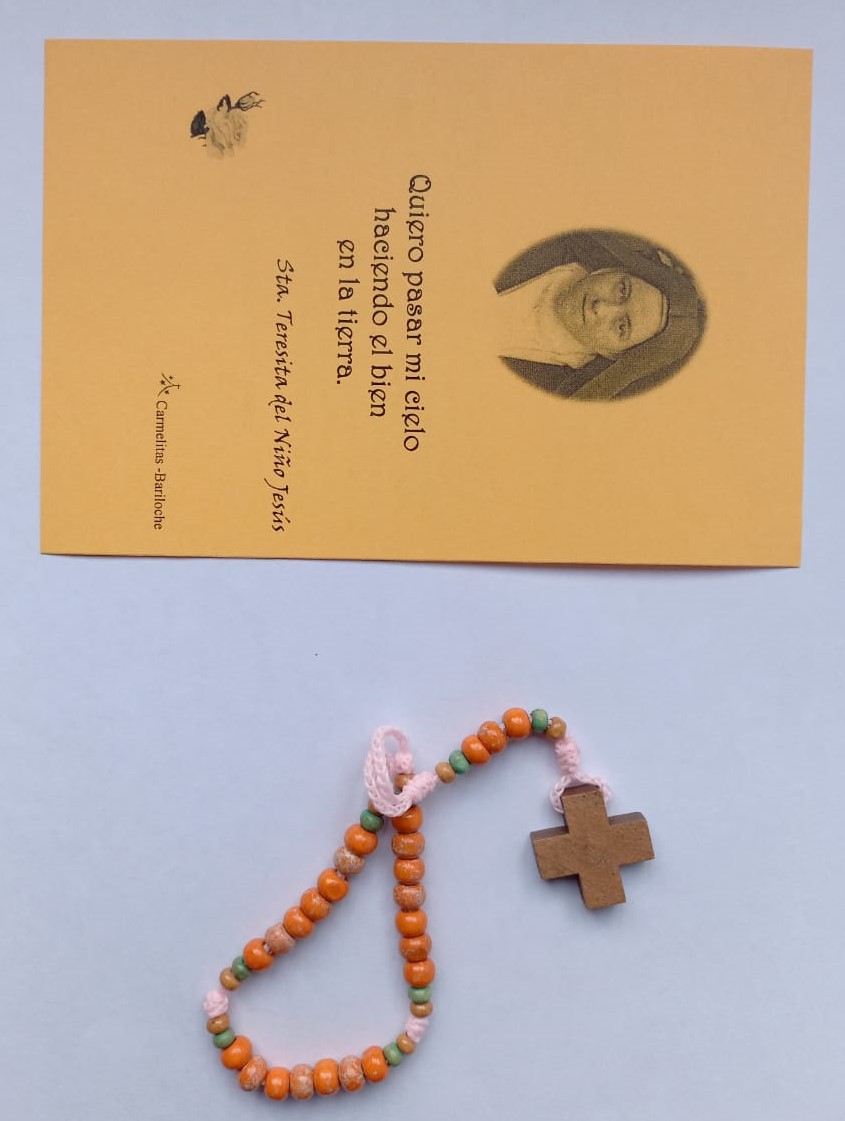 Quiero pasar mi cielo
haciendo el bien
en la tierra.
Sta. Teresita del Niño Jesús
Carmelitas -Bariloche